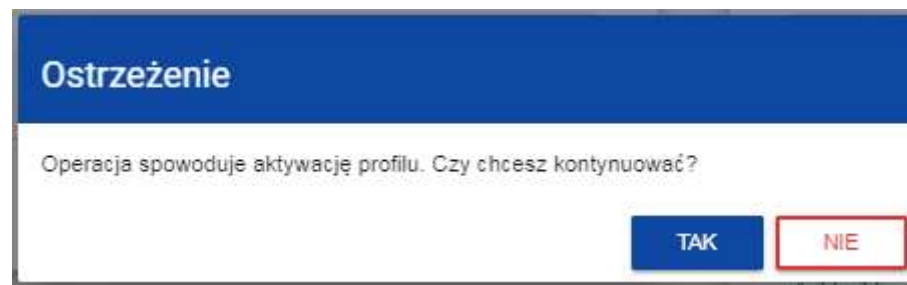 Ostrzeżenie
Operacja spowoduje aktywację profilu. Czy chcesz kontynuować?
TAK NIE